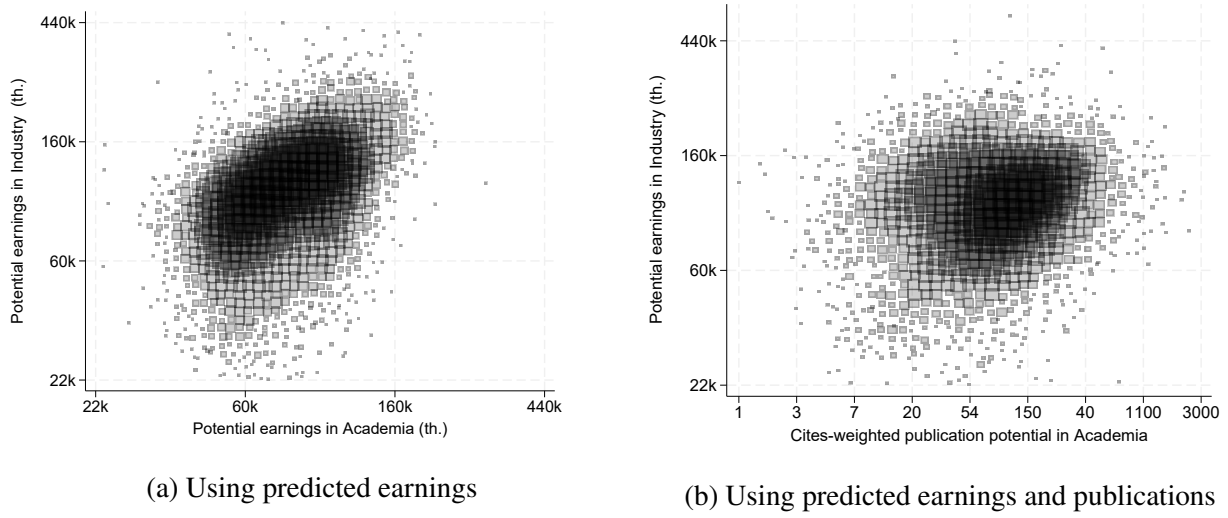 440k
160k
60k
22k
Potential earnings in Industry (th.)
22k 60k 160k 440k
Potential earnings in Academia (th.)
(a) Using predicted earnings
440k
160k
60k
22k
Potential earnings in Industry (th.)
1 3 7 20 54 150 40 1100 3000
Cites-weighted publication potential in Academia
(b) Using predicted earnings and publications